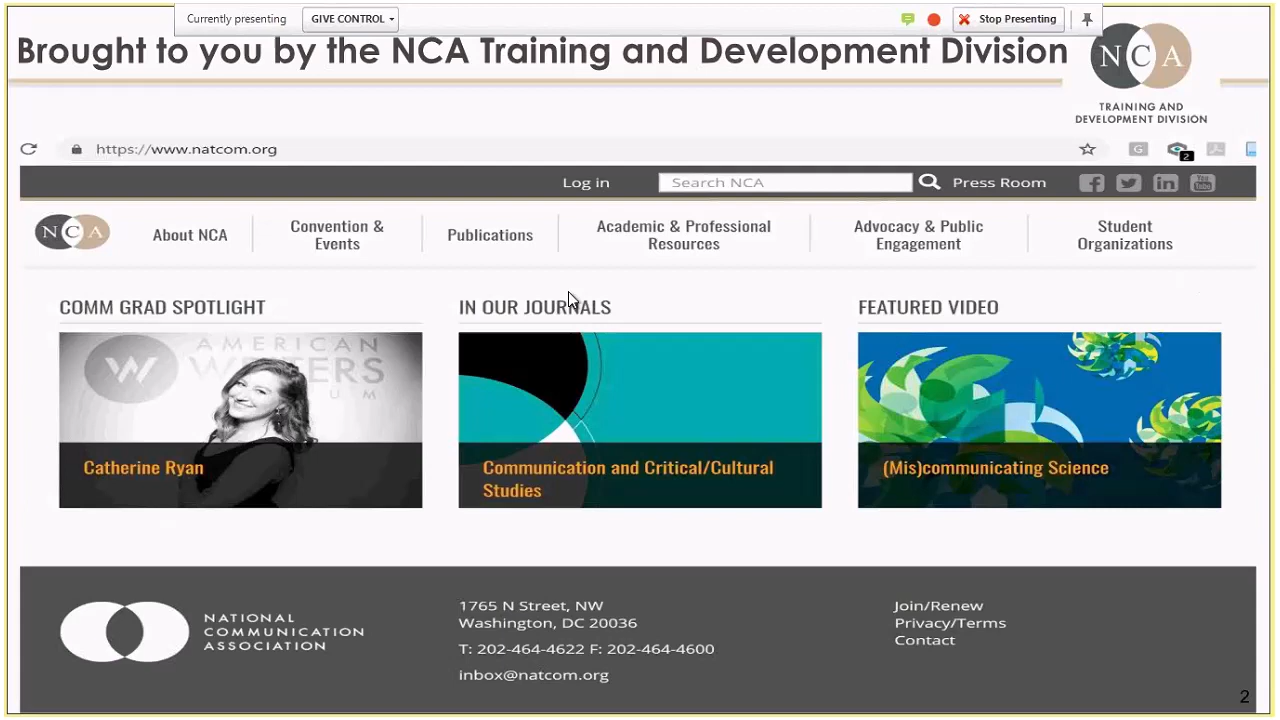 Currently presenting
GIVE CONTROL
Stop Presenting
Brought to you by the NCA Training and Development Division
NCA
TRAINING AND
DEVELOPMENT DIVISION
https://www.natcom.org
G
2
Log in
Search NCA
Press Room
f
in
You
Tube
NCA
About NCA
Convention &
Events
Publications
Academic & Professional
Resources
Advocacy & Public
Engagement
Student
Organizations
COMM GRAD SPOTLIGHT
IN OUR JOURNALS
FEATURED VIDEO
AMERICAN
W
Catherine Ryan
Communication and Critical/Cultural
Studies
(Mis)communicating Science
NATIONAL
COMMUNICATION
ASSOCIATION
1765 N Street, NW
Washington, DC 20036
T: 202-464-4622 F: 202-464-4600
inbox@natcom.org
Join/Renew
Privacy/Terms
Contact
2